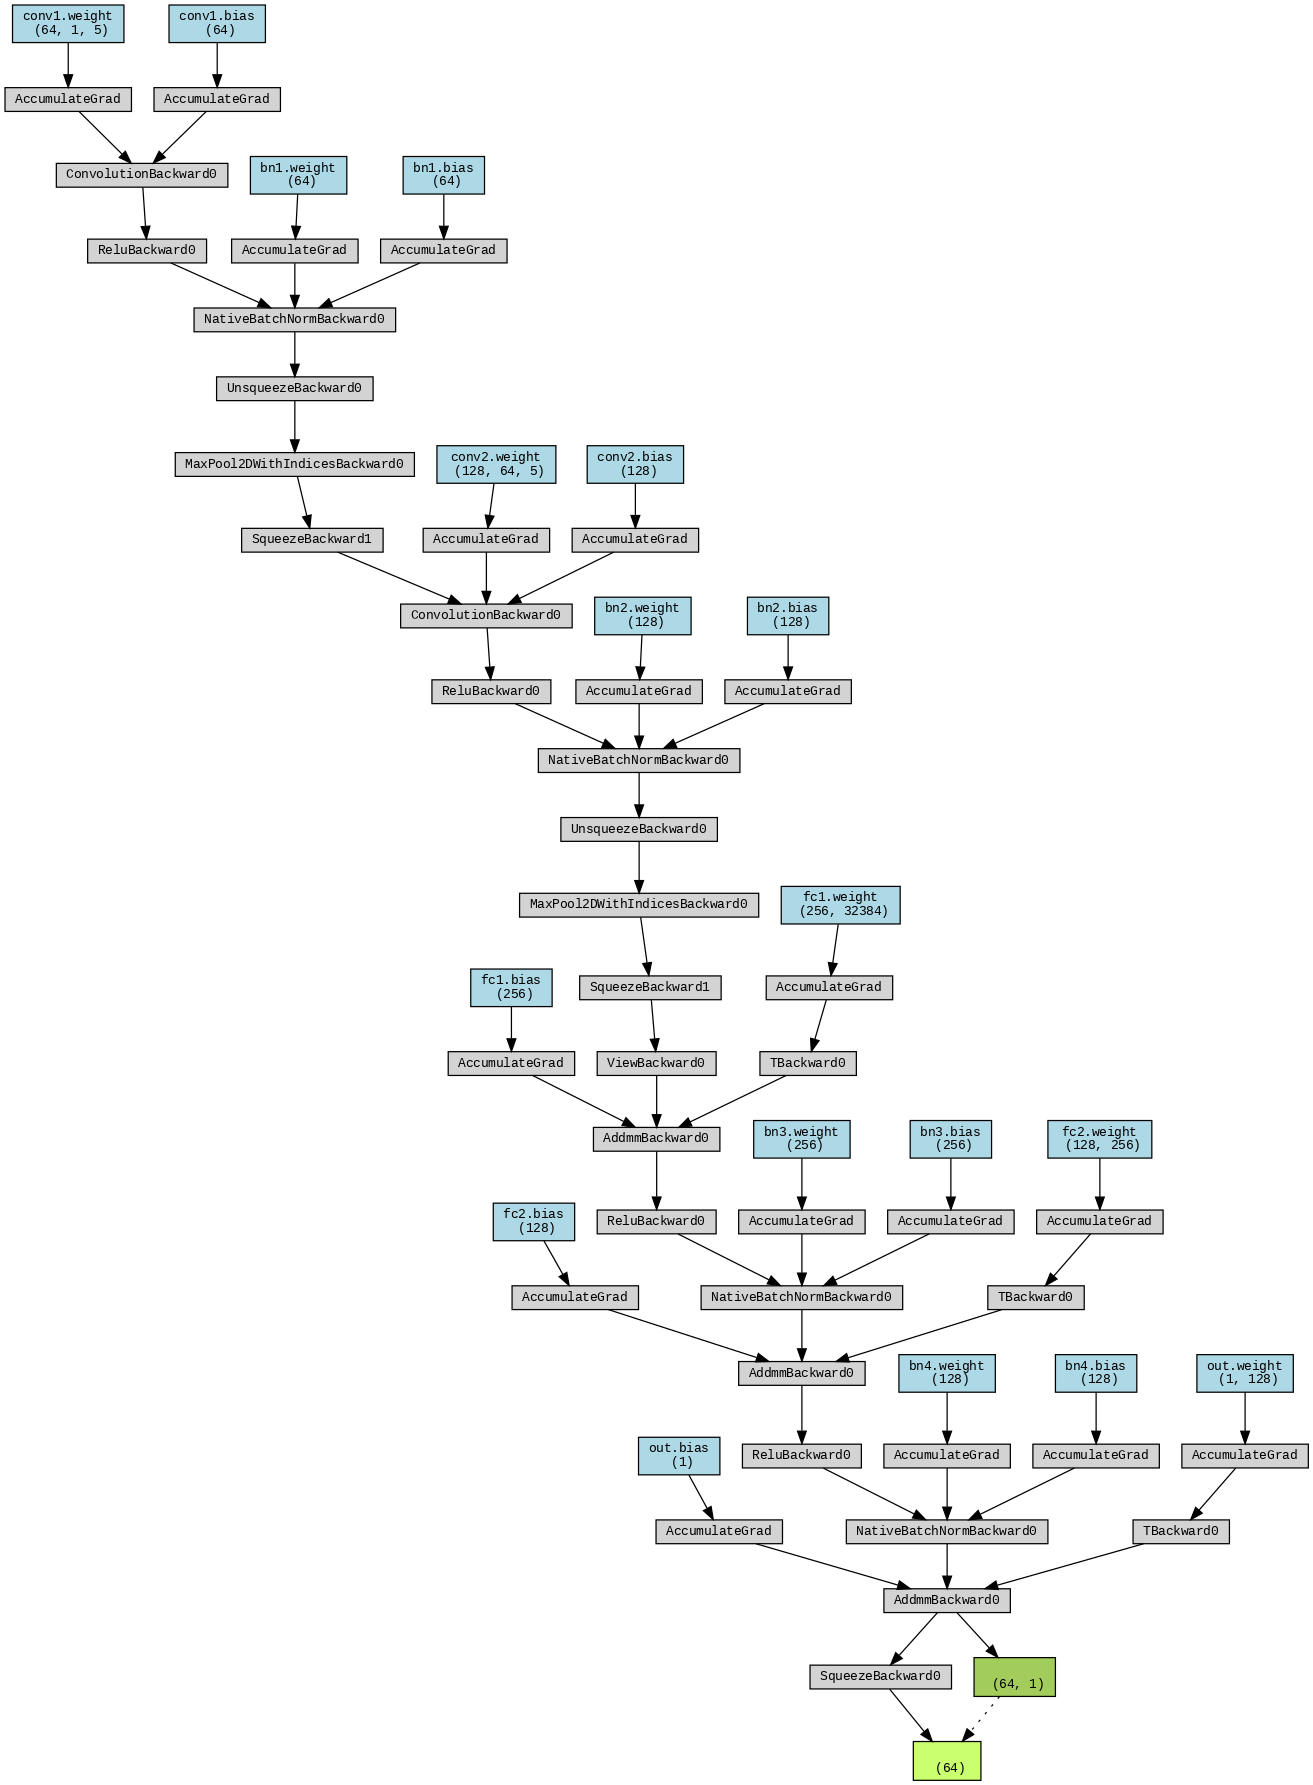 conv1.weight
(64, 1, 5)
conv1.bias
(64)
AccumulateGrad
AccumulateGrad
ConvolutionBackward0
bn1.weight
(64)
bn1.bias
(64)
ReluBackward0
AccumulateGrad
AccumulateGrad
NativeBatchNormBackward0
UnsqueezeBackward0
MaxPool2DWithIndicesBackward0
conv2.weight
(128, 64, 5)
conv2.bias
(128)
SqueezeBackward1
AccumulateGrad
AccumulateGrad
ConvolutionBackward0
bn2.weight
(128)
bn2.bias
(128)
ReluBackward0
AccumulateGrad
AccumulateGrad
NativeBatchNormBackward0
UnsqueezeBackward0
MaxPool2DWithIndicesBackward0
fc1.weight
(256, 32384)
fc1.bias
(256)
SqueezeBackward1
AccumulateGrad
AccumulateGrad
ViewBackward0
TBackward0
AddmmBackward0
bn3.weight
(256)
bn3.bias
(256)
fc2.weight
(128, 256)
fc2.bias
(128)
ReluBackward0
AccumulateGrad
AccumulateGrad
AccumulateGrad
AccumulateGrad
NativeBatchNormBackward0
TBackward0
AddmmBackward0
bn4.weight
(128)
bn4.bias
(128)
out.weight
(1, 128)
out.bias
(1)
ReluBackward0
AccumulateGrad
AccumulateGrad
AccumulateGrad
AccumulateGrad
NativeBatchNormBackward0
TBackward0
AddmmBackward0
SqueezeBackward0
(64, 1)
(64)